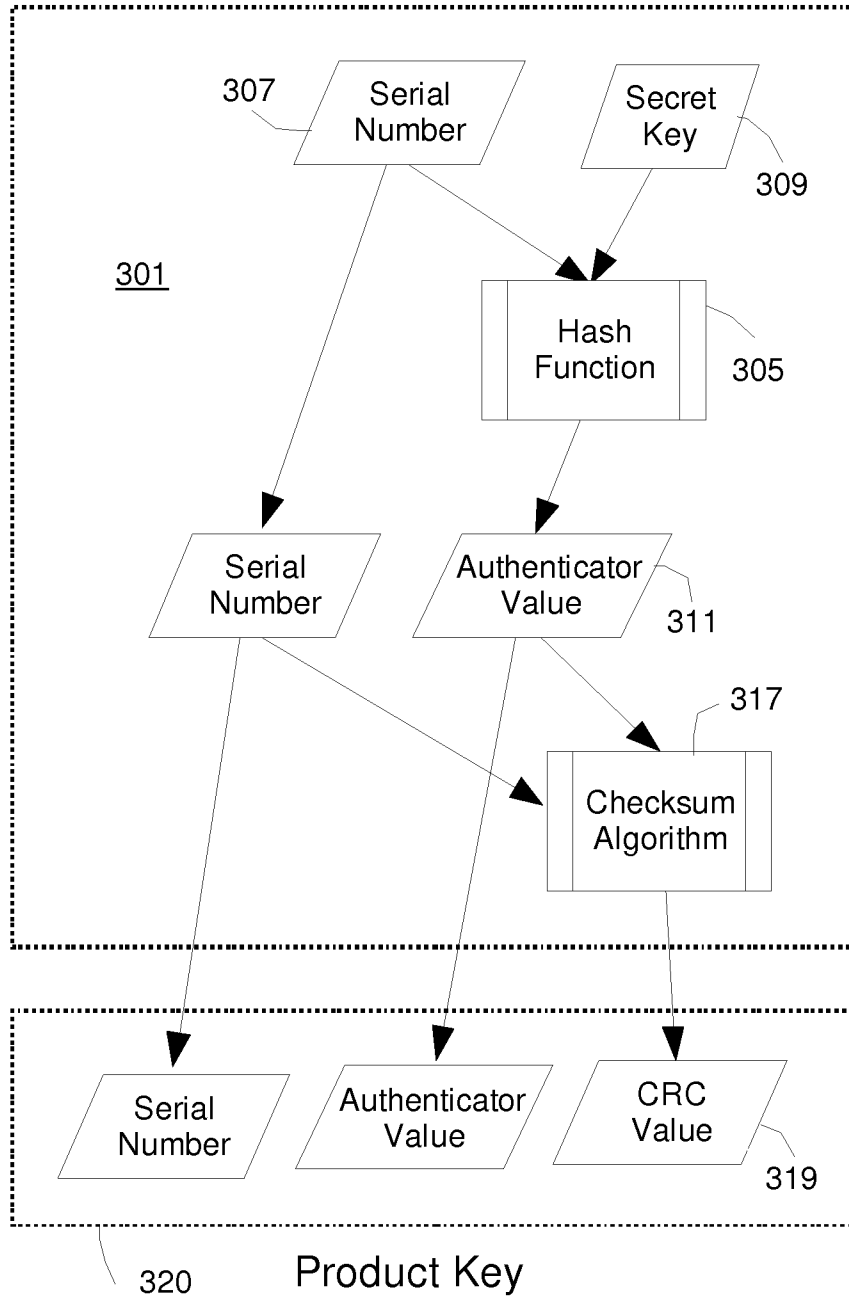 307
Serial
Number
Secret
Key
309
301
Hash
Function
305
Serial
Number
Authenticator
Value
311
317
Checksum
Algorithm
Serial
Number
Authenticator
Value
CRC
Value
319
320
Product Key